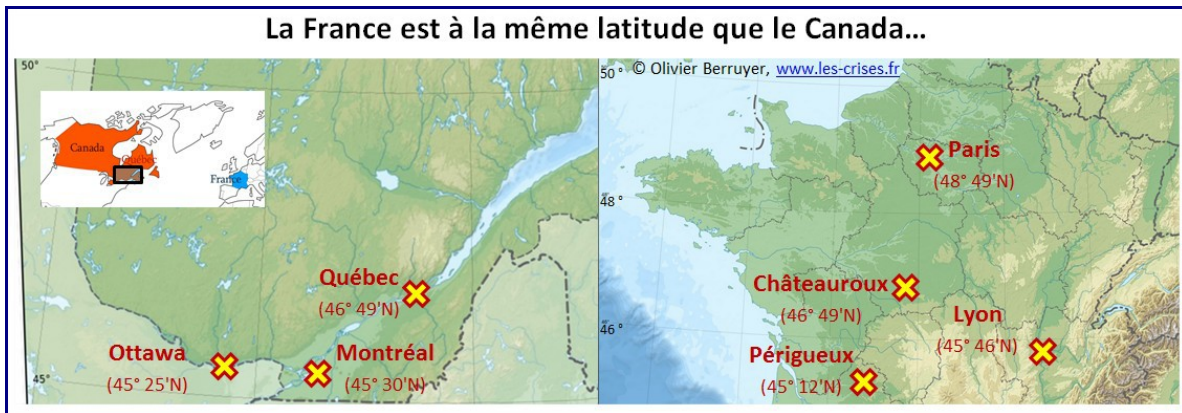 La France est à la même latitude que le Canada...
50°
Canada
Québec
France
Québec
(46° 49'N)
Ottawa
(45° 25'N)
Montréal
(45° 30'N)
45°
50°
© Olivier Berruyer, www.les-crises.fr
Paris
(48° 49'N)
48°
Châteauroux
(46° 49'N)
Lyon
(45° 46'N)
46°
Périgueux
(45° 12'N)